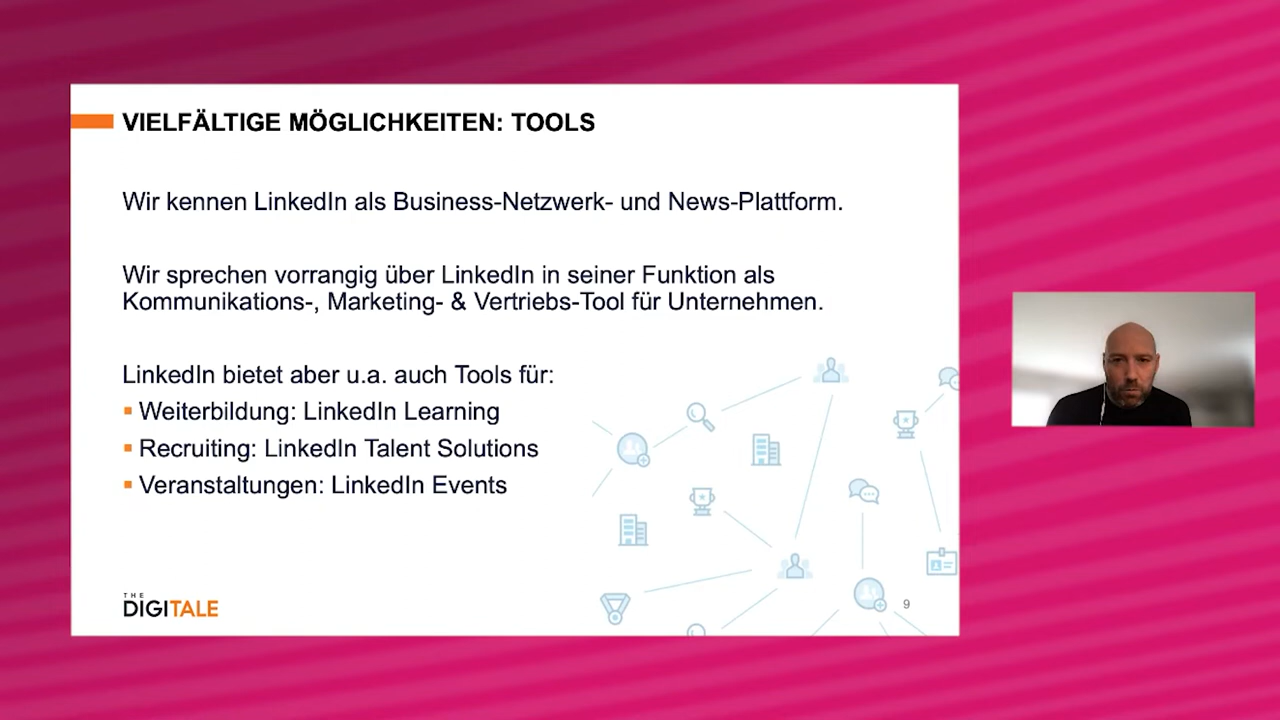 VIELFÄLTIGE MÖGLICHKEITEN: TOOLS
Wir kennen LinkedIn als Business-Netzwerk- und News-Plattform.
Wir sprechen vorrangig über LinkedIn in seiner Funktion als
Kommunikations-, Marketing- & Vertriebs-Tool für Unternehmen.
LinkedIn bietet aber u.a. auch Tools für:
Weiterbildung: LinkedIn Learning
Recruiting: LinkedIn Talent Solutions
Veranstaltungen: LinkedIn Events
THE
DIGITALE
9